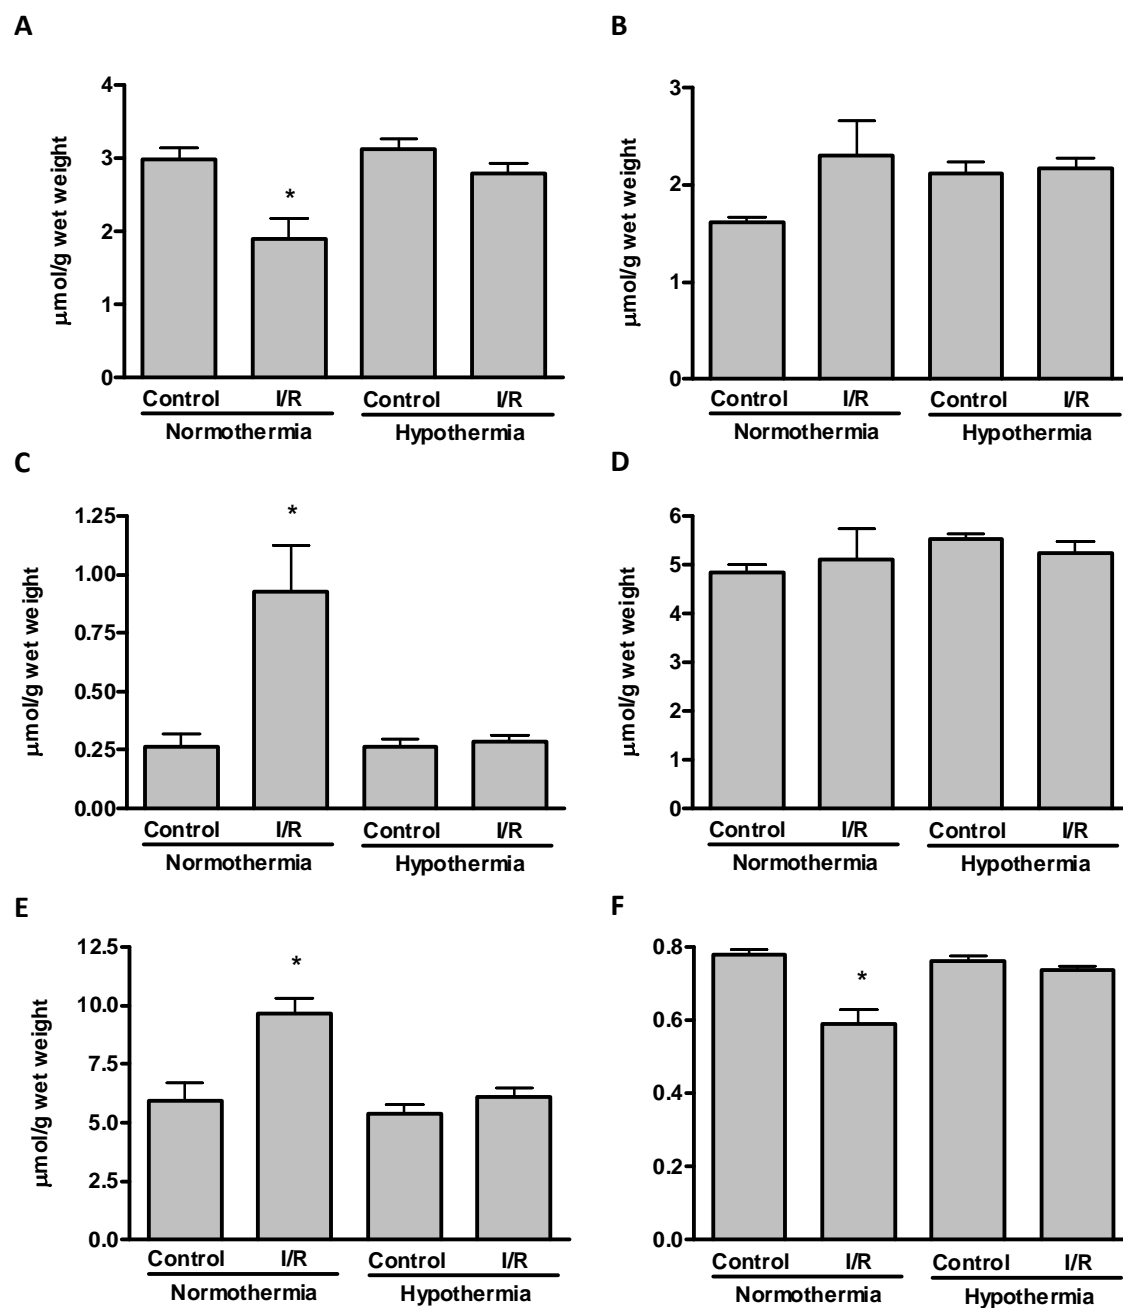 A
μmol/g wet weight
4
3
2
1
0
*
Control I/R Control I/R
Normothermia Hypothermia
B
μmol/g wet weight
3
2
1
0
Control I/R Control I/R
Normothermia Hypothermia
C
μmol/g wet weight
1.25
1.00
0.75
0.50
0.25
0.00
*
Control I/R Control I/R
Normothermia Hypothermia
D
μmol/g wet weight
6
5
4
3
2
1
0
Control I/R Control I/R
Normothermia Hypothermia
E
μmol/g wet weight
12.5
10.0
7.5
5.0
2.5
0.0
*
Control I/R Control I/R
Normothermia Hypothermia
F
0.8
0.6
0.4
0.2
0.0
*
Control I/R Control I/R
Normothermia Hypothermia